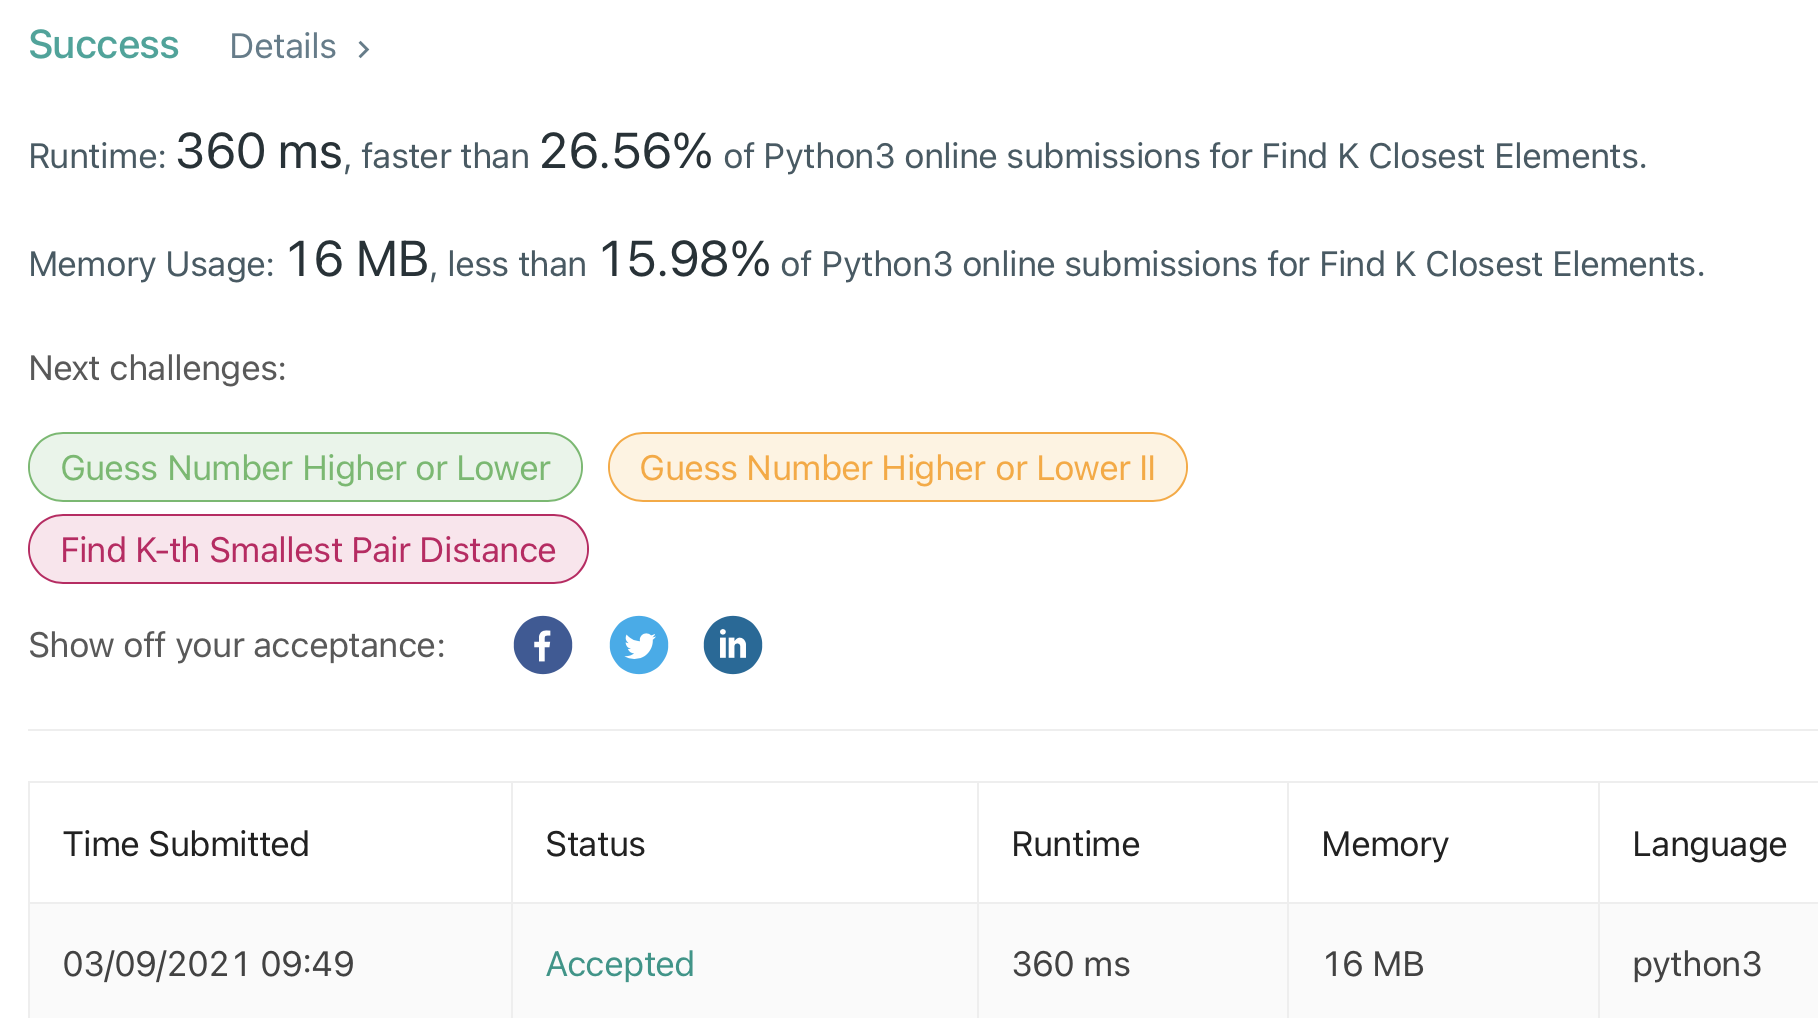 Success Details >
Runtime: 360 ms, faster than 26.56% of Python3 online submissions for Find K Closest Elements.
Memory Usage: 16 MB, less than 15.98% of Python3 online submissions for Find K Closest Elements.
Next challenges:
Guess Number Higher or Lower Guess Number Higher or Lower II
Find K-th Smallest Pair Distance
Show off your acceptance: f in
Time Submitted Status Runtime Memory Language
03/09/2021 09:49 Accepted 360 ms 16 MB python3